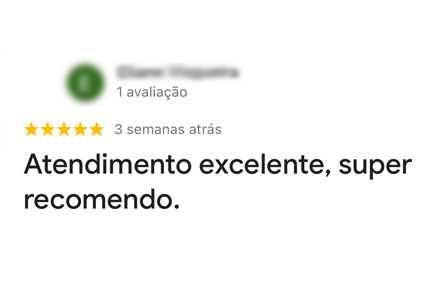 1 avaliação
3 semanas atrás
Atendimento excelente, super
recomendo.